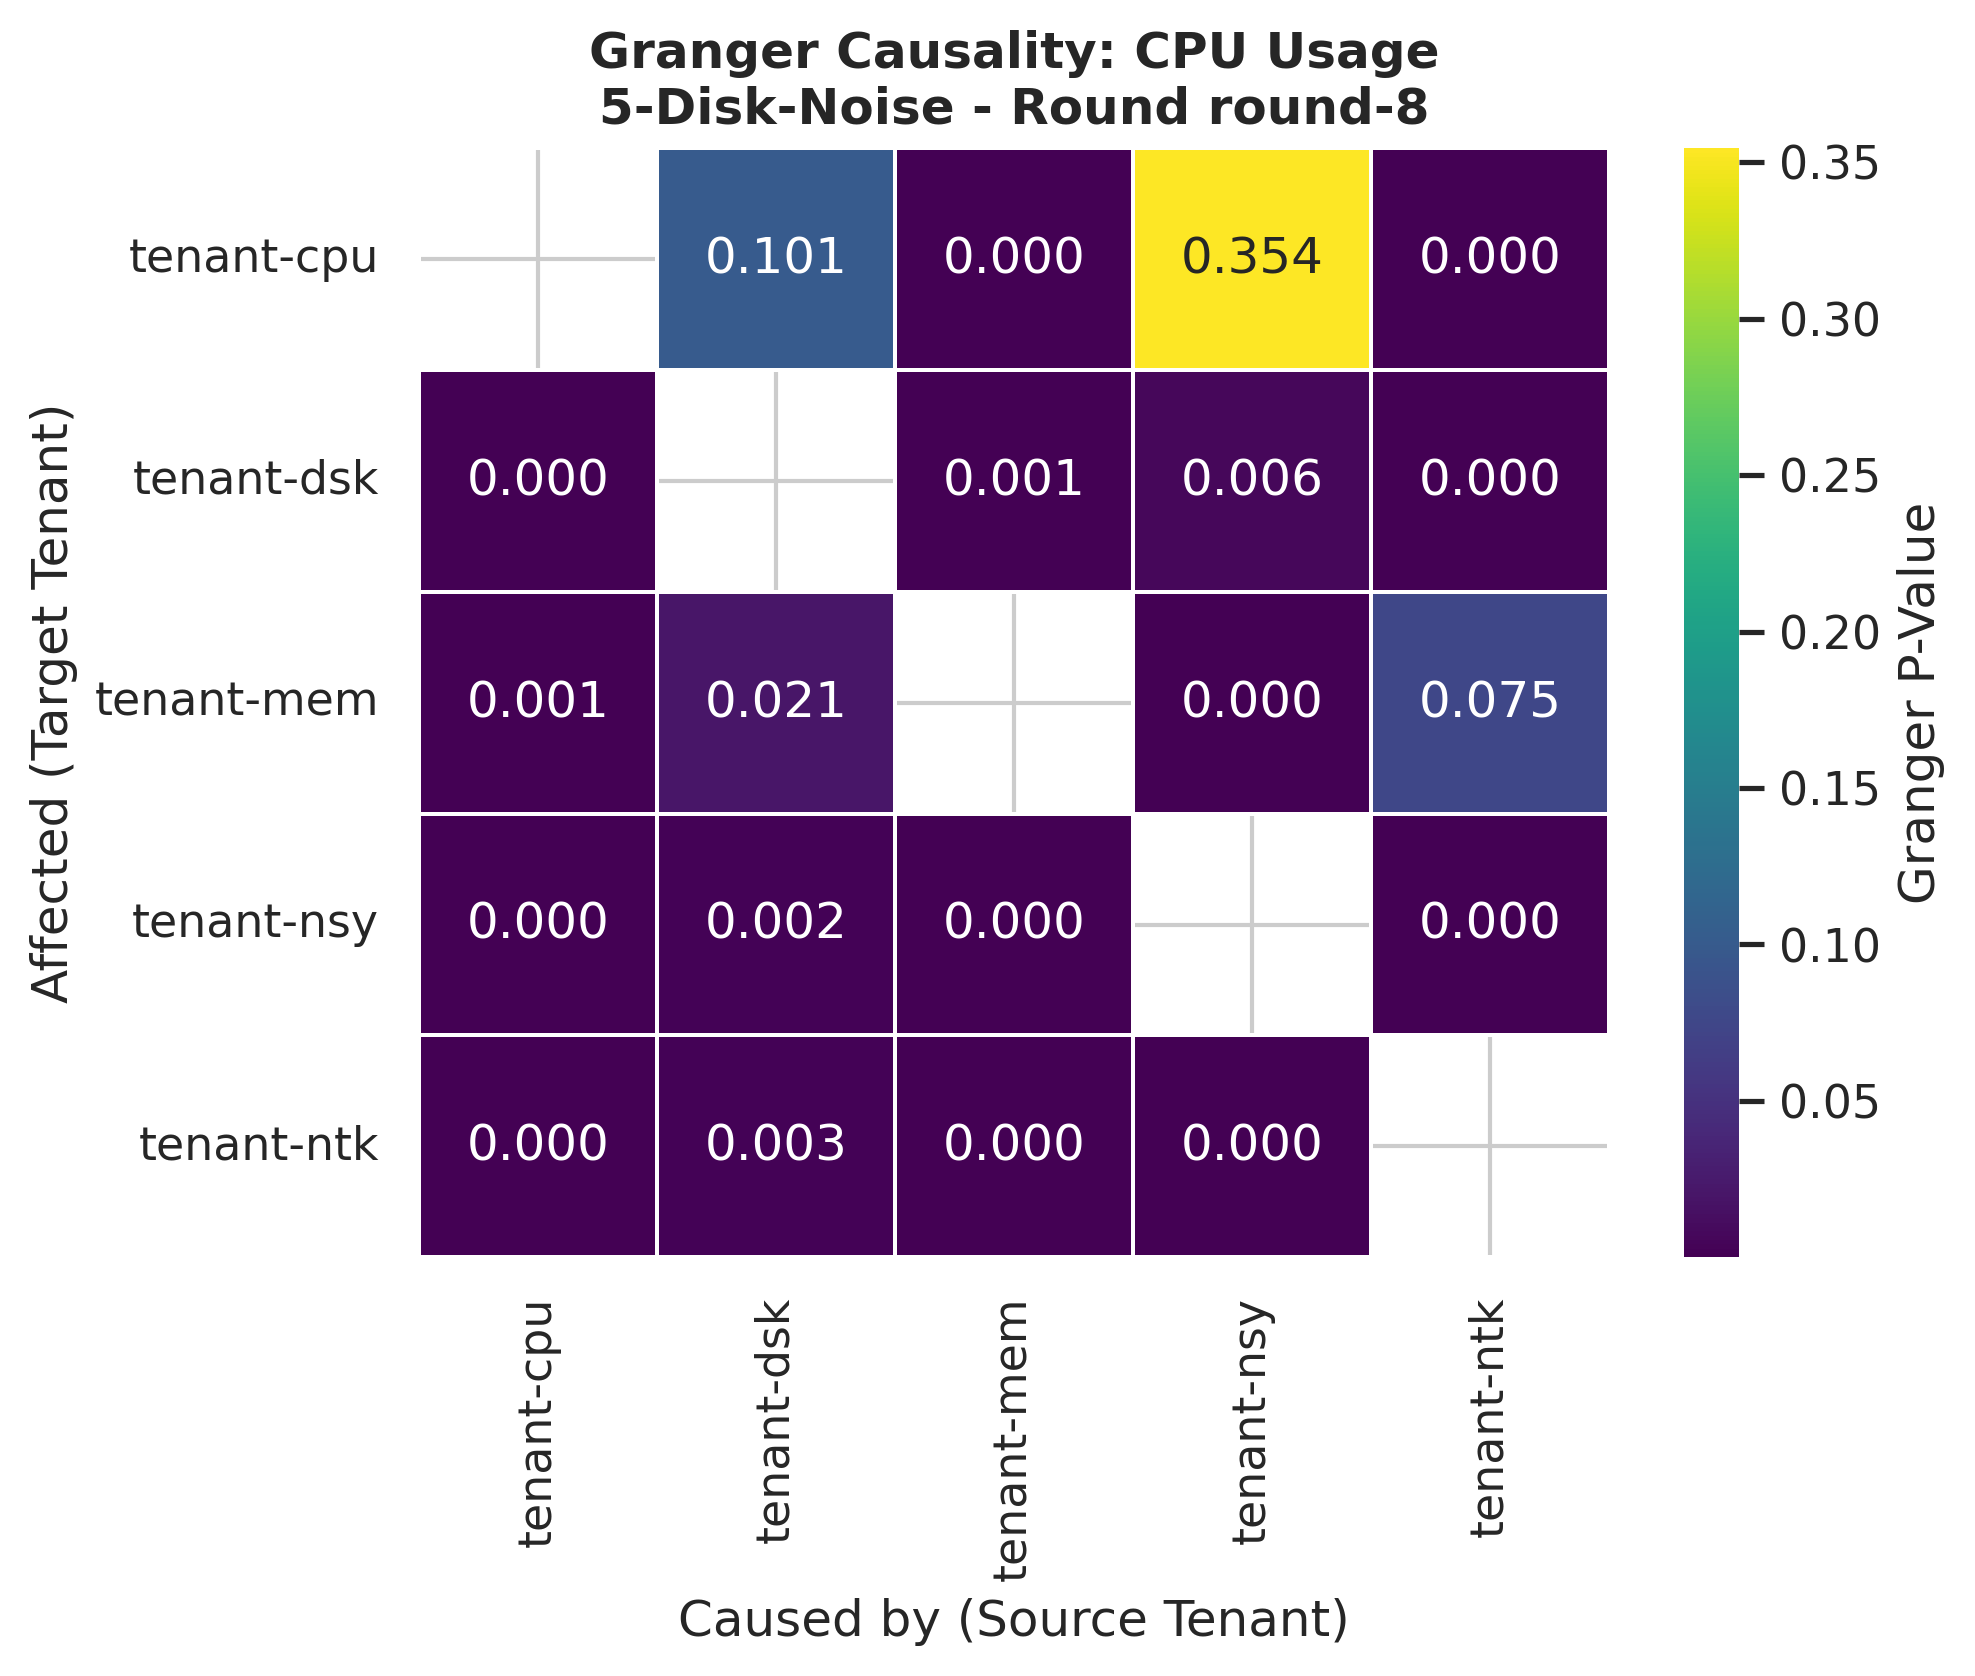 Granger Causality: CPU Usage
5-Disk-Noise - Round round-8
Affected (Target Tenant)
tenant-cpu 0.101 0.000 0.354 0.000
tenant-dsk 0.000 0.001 0.006 0.000
tenant-mem 0.001 0.021 0.000 0.075
tenant-nsy 0.000 0.002 0.000 0.000
tenant-ntk 0.000 0.003 0.000 0.000
tenant-cpu
tenant-dsk
tenant-mem
tenant-nsy
tenant-ntk
Caused by (Source Tenant)
0.35
0.30
0.25
0.20
0.15
0.10
0.05
Granger P-Value